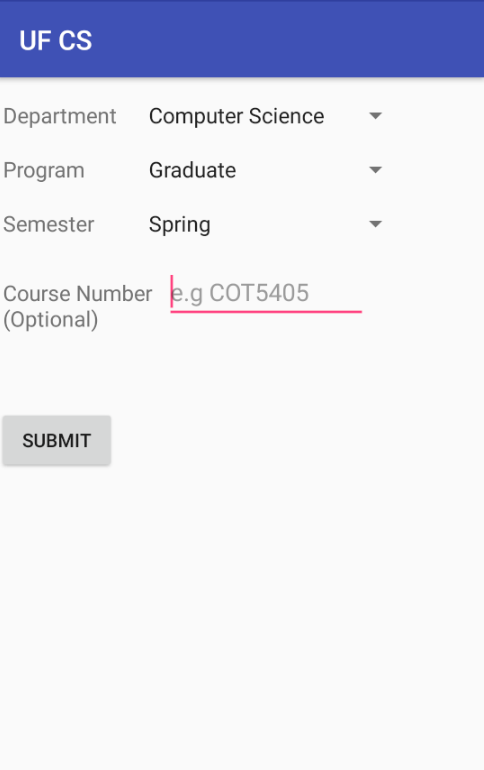 UF CS
Department Computer Science
Program Graduate
Semester Spring
Course Number e.g COT5405
(Optional)
SUBMIT